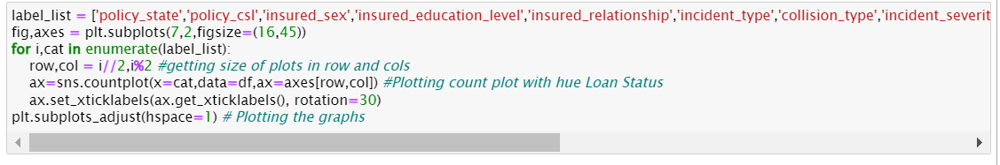 label_list = ['policy_state','policy_csl','insured_sex','insured_education_level','insured_relationship','incident_type','collision_type','incident_severit
fig,axes = plt.subplots(7,2,figsize=(16,45))
for i,cat in enumerate(label_list):
    row,col = i//2,i%2 #getting size of plots in row and cols
    ax=sns.countplot(x=cat,data=df,ax=axes[row,col]) #Plotting count plot with hue Loan Status
    ax.set_xticklabels(ax.get_xticklabels(), rotation=30)
plt.subplots_adjust(hspace=1) # Plotting the graphs